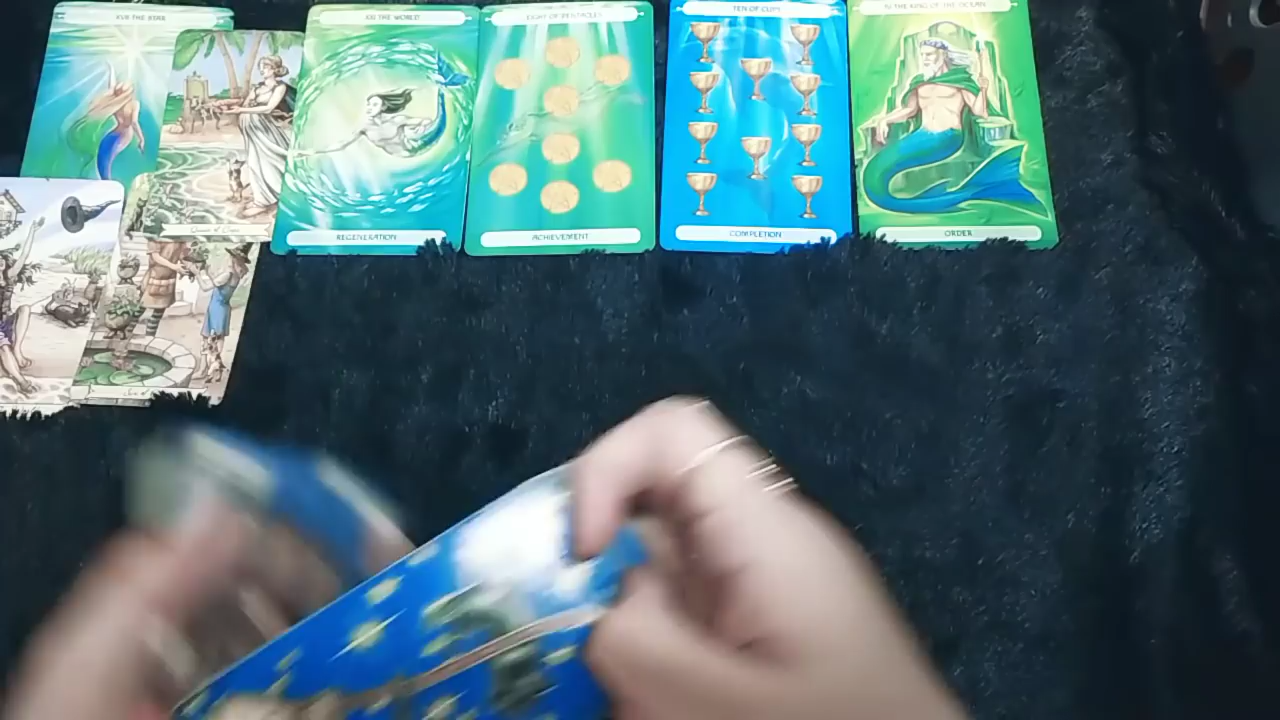 XVII THE STAR
XXI THE WORLD
EIGHT OF PENTACLES
TEN OF CUPS
IV THE KING OF THE OCEAN
Queen of Coins
REGENERATION
ACHIEVEMENT
COMPLETION
ORDER